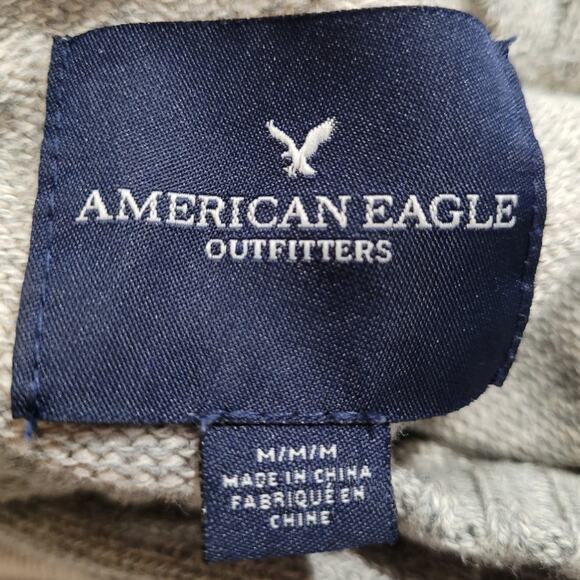 AMERICAN EAGLE
OUTFITTERS
M/M/M
MADE IN CHINA
FABRIQUÉ EN
CHINE